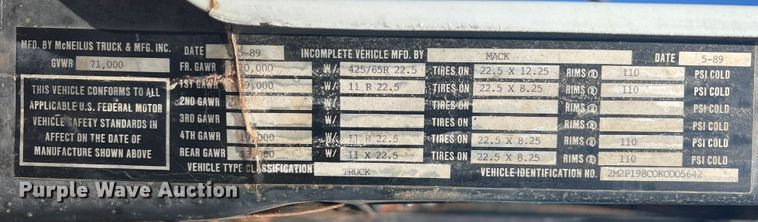 MFD. BY McNEILUS TRUCK & MFG. INC. DATE 5-89 INCOMPLETE VEHICLE MFD. BY MACK DATE 5-89
GVWR 71,000 FR. GAWR 20,000 W/ 425/65R 22.5 TIRES ON 22.5 X 12.25 RIMS @ 110 PSI COLD
THIS VEHICLE CONFORMS TO ALL APPLICABLE U.S. FEDERAL MOTOR VEHICLE SAFETY STANDARDS IN AFFECT ON THE DATE OF MANUFACTURE SHOWN ABOVE
1ST GAWR W/ 11 R 22.5 TIRES ON 22.5 X 8.25 RIMS @ 110 PSI COLD
2ND GAWR W/ TIRES ON RIMS @ PSI COLD
3RD GAWR W/ TIRES ON RIMS @ PSI COLD
4TH GAWR 19,000 W/ 11 R 22.5 TIRES ON 22.5 X 8.25 RIMS @ 110 PSI COLD
REAR GAWR W/ 11 X 22.5 TIRES ON 22.5 X 8.25 RIMS @ 110 PSI COLD
VEHICLE TYPE CLASSIFICATION TRUCK VEHICLE IDENTIFICATION NO. 2M2P198C0KC005642
Purple Wave Auction